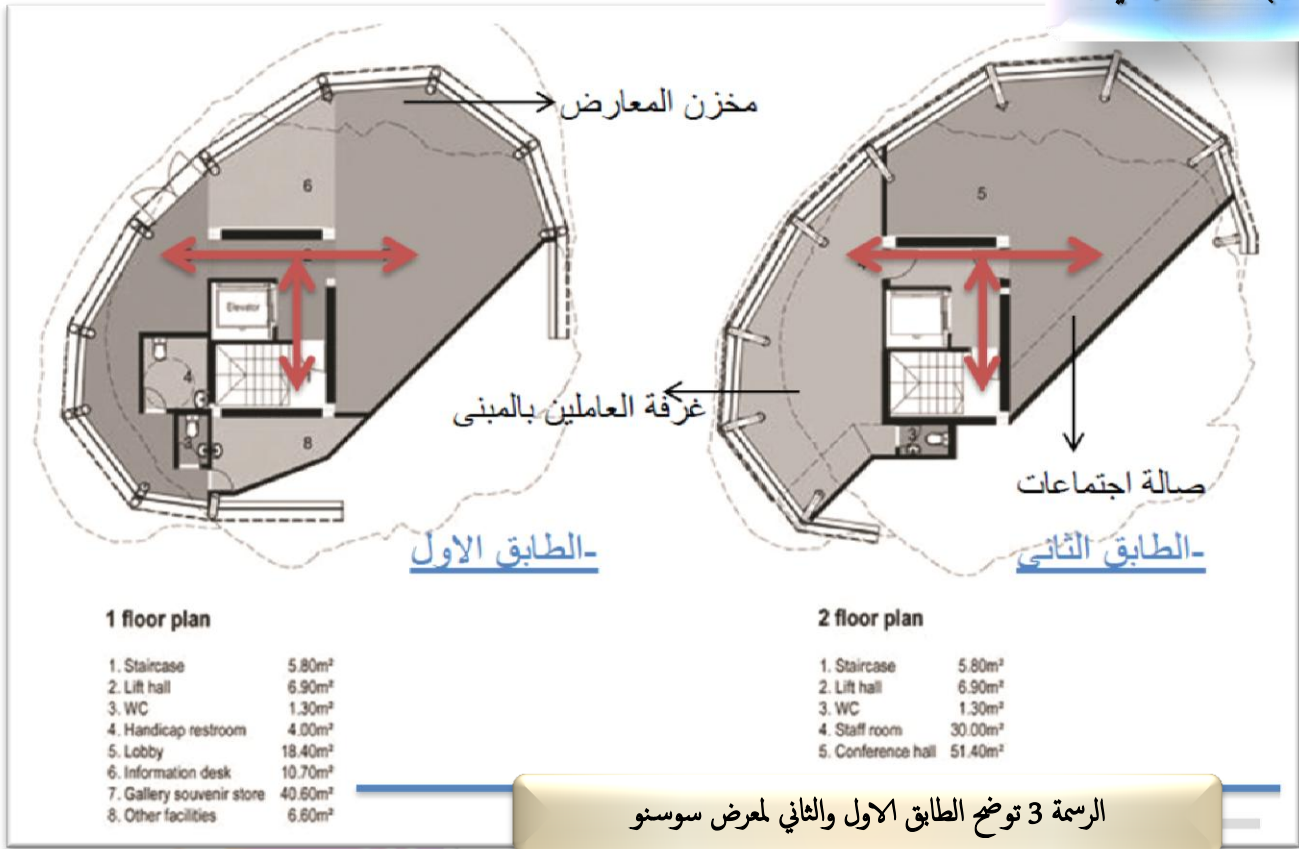 مخزن المعارض
6
5
Elevator
4
3
8
3
غرفة العاملين بالمبنى
صالة اجتماعات
-الطابق الاول
-الطابق الثانى
1 floor plan
1. Staircase 5.80m²
2. Lift hall 6.90m²
3. WC 1.30m²
4. Handicap restroom 4.00m²
5. Lobby 18.40m²
6. Information desk 10.70m²
7. Gallery souvenir store 40.60m²
8. Other facilities 6.60m²
2 floor plan
1. Staircase 5.80m²
2. Lift hall 6.90m²
3. WC 1.30m²
4. Staff room 30.00m²
5. Conference hall 51.40m²
الرسمة 3 توضح الطابق الاول والثاني لمعرض سوسنو